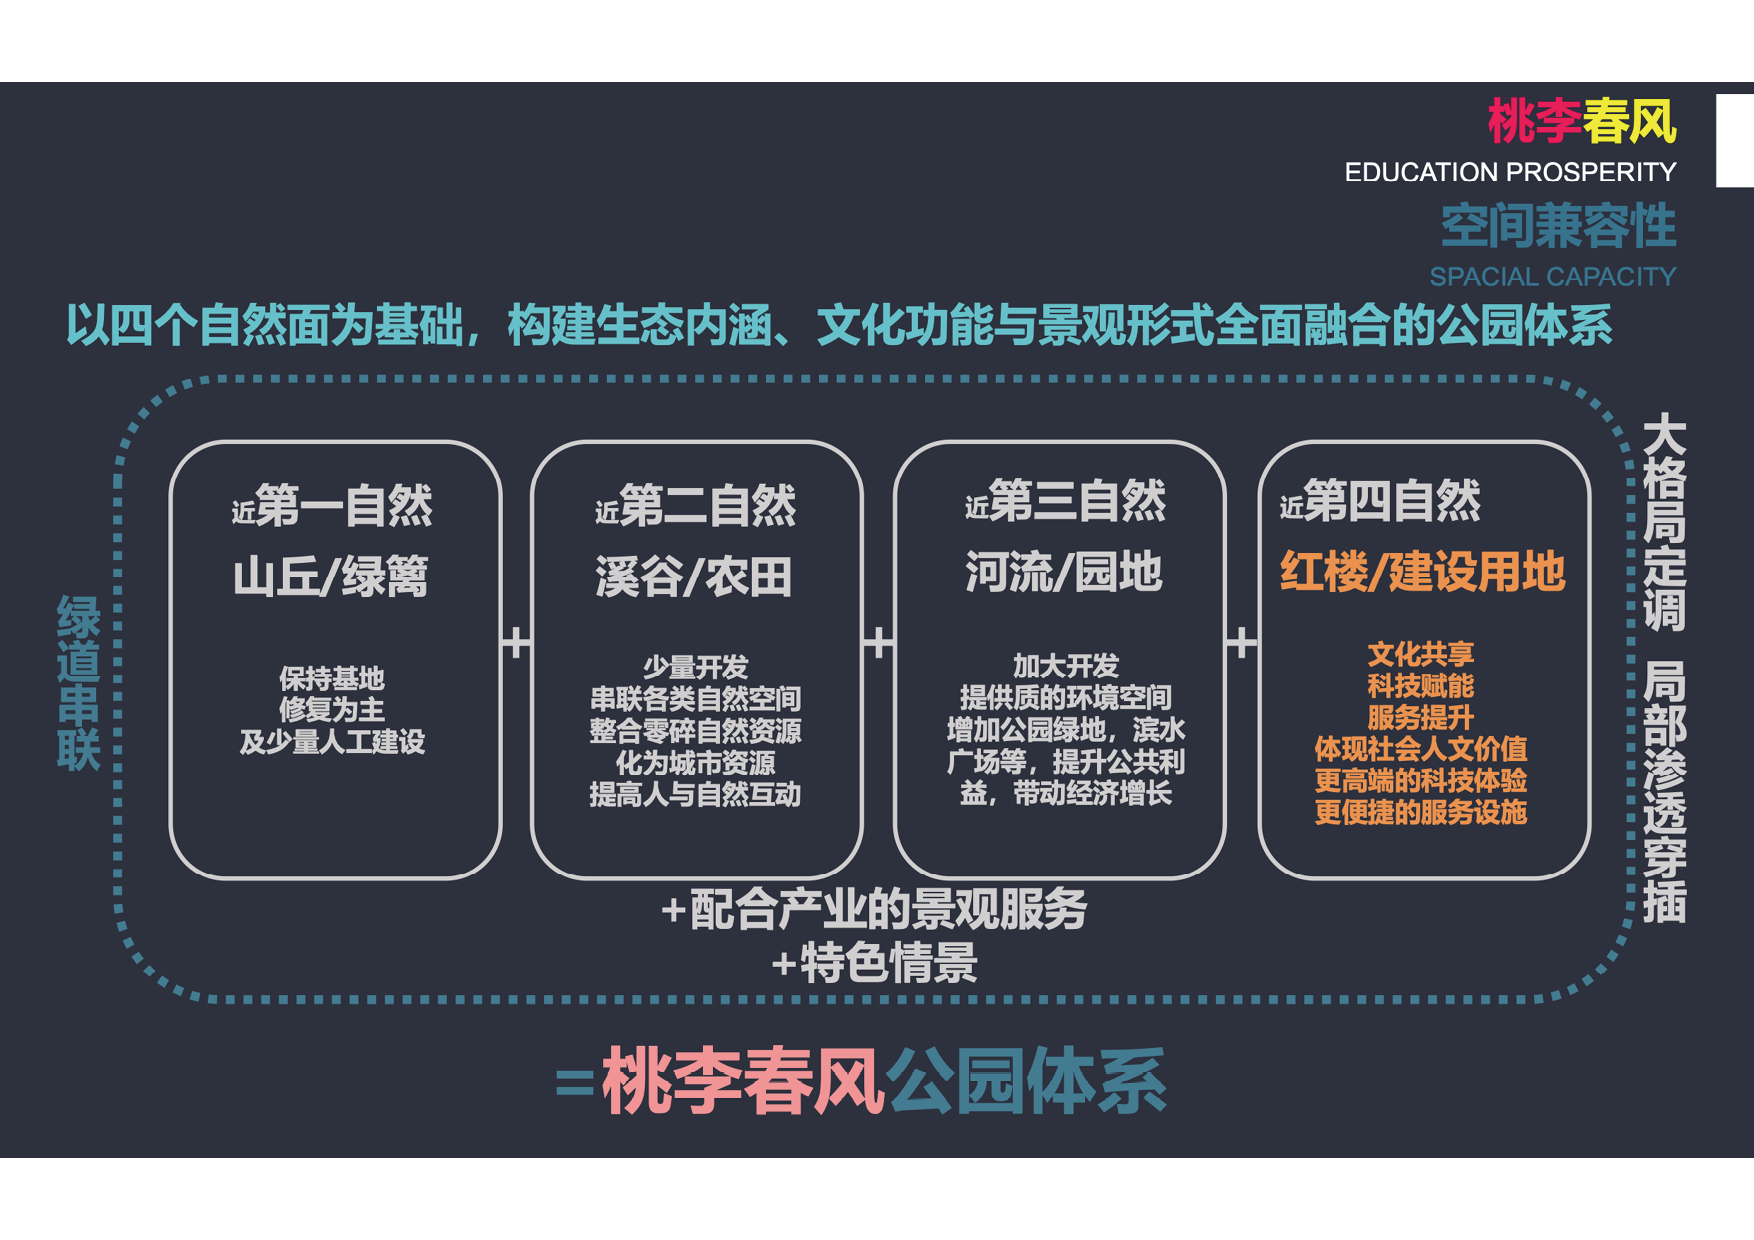 桃李春风
EDUCATION PROSPERITY
空间兼容性
SPACIAL CAPACITY
以四个自然面为基础，构建生态内涵、文化功能与景观形式全面融合的公园体系
绿道串联
近第一自然
山丘/绿篱
保持基地
修复为主
及少量人工建设
+
近第二自然
溪谷/农田
少量开发
串联各类自然空间
整合零碎自然资源
化为城市资源
提高人与自然互动
+
近第三自然
河流/园地
加大开发
提供质的环境空间
增加公园绿地，滨水
广场等，提升公共利
益，带动经济增长
+
近第四自然
红楼/建设用地
文化共享
科技赋能
服务提升
体现社会人文价值
更高端的科技体验
更便捷的服务设施
大格局定调 局部渗透穿插
+配合产业的景观服务
+特色情景
=桃李春风公园体系